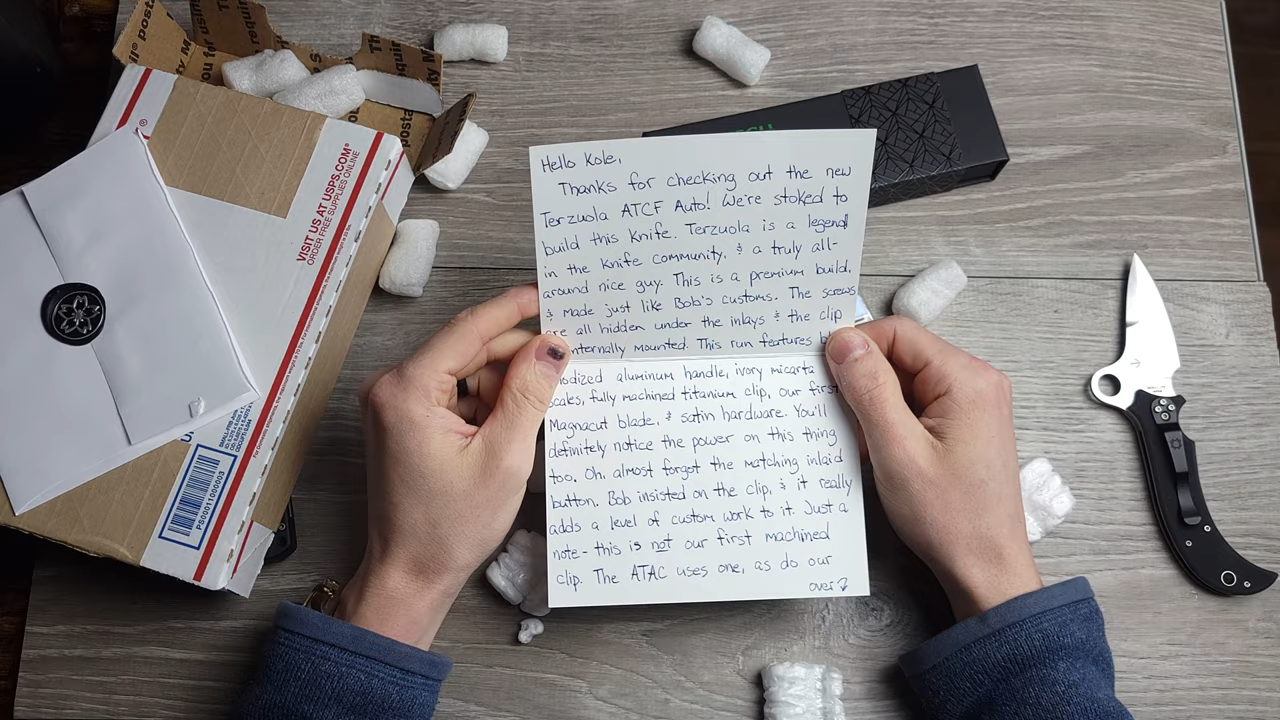 Hello Kole,
Thanks for checking out the new
Terzuola ATCF Auto! We're stoked to
build this knife. Terzuola is a legend
in the knife community, & a truly all-
around nice guy. This is a premium build,
& made just like Bob's customs. The screws
are all hidden under the inlays & the clip
internally mounted. This run features
aluminum handle, ivory micarta
scales, fully machined titanium clip, our first
Magnacut blade, & satin hardware. You'll
definitely notice the power on this thing
too. Oh, almost forgot the matching inlaid
button. Bob insisted on the clip, & it really
adds a level of custom work to it. Just a
note - this is not our first machined
clip. The ATAC uses one, as do our
over
VISIT US AT USPS.COM®
ORDER FREE SUPPLIES ONLINE
PS00011000003